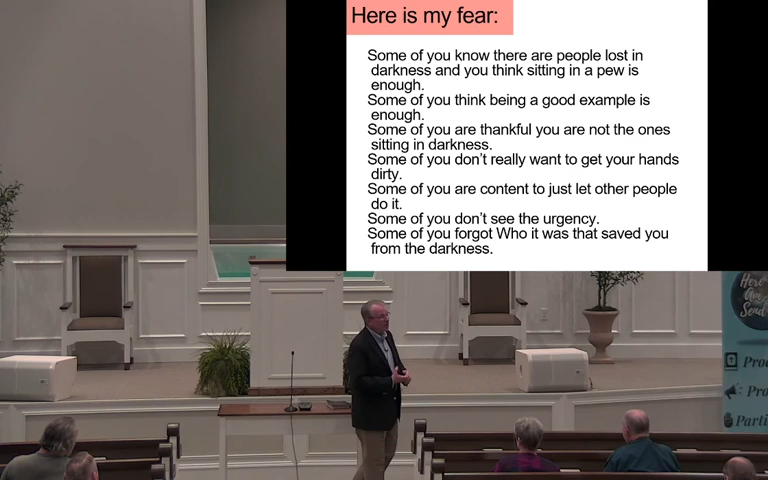 Here is my fear:
Some of you know there are people lost in
darkness and you think sitting in a pew is
enough.
Some of you think being a good example is
enough.
Some of you are thankful you are not the ones
sitting in darkness.
Some of you don't really want to get your hands
dirty.
Some of you are content to just let other people
do it.
Some of you don't see the urgency.
Some of you forgot Who it was that saved you
from the darkness.
Here
Am
Send